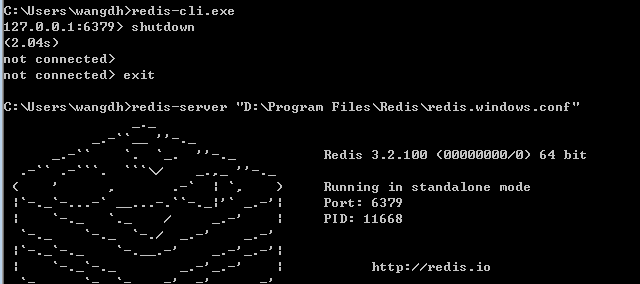 C:\Users\wangdh>redis-cli.exe
127.0.0.1:6379> shutdown
(2.04s)
not connected>
not connected> exit
C:\Users\wangdh>redis-server "D:\Program Files\Redis\redis.windows.conf"
Redis 3.2.100 (00000000/0) 64 bit
Running in standalone mode
Port: 6379
PID: 11668
http://redis.io